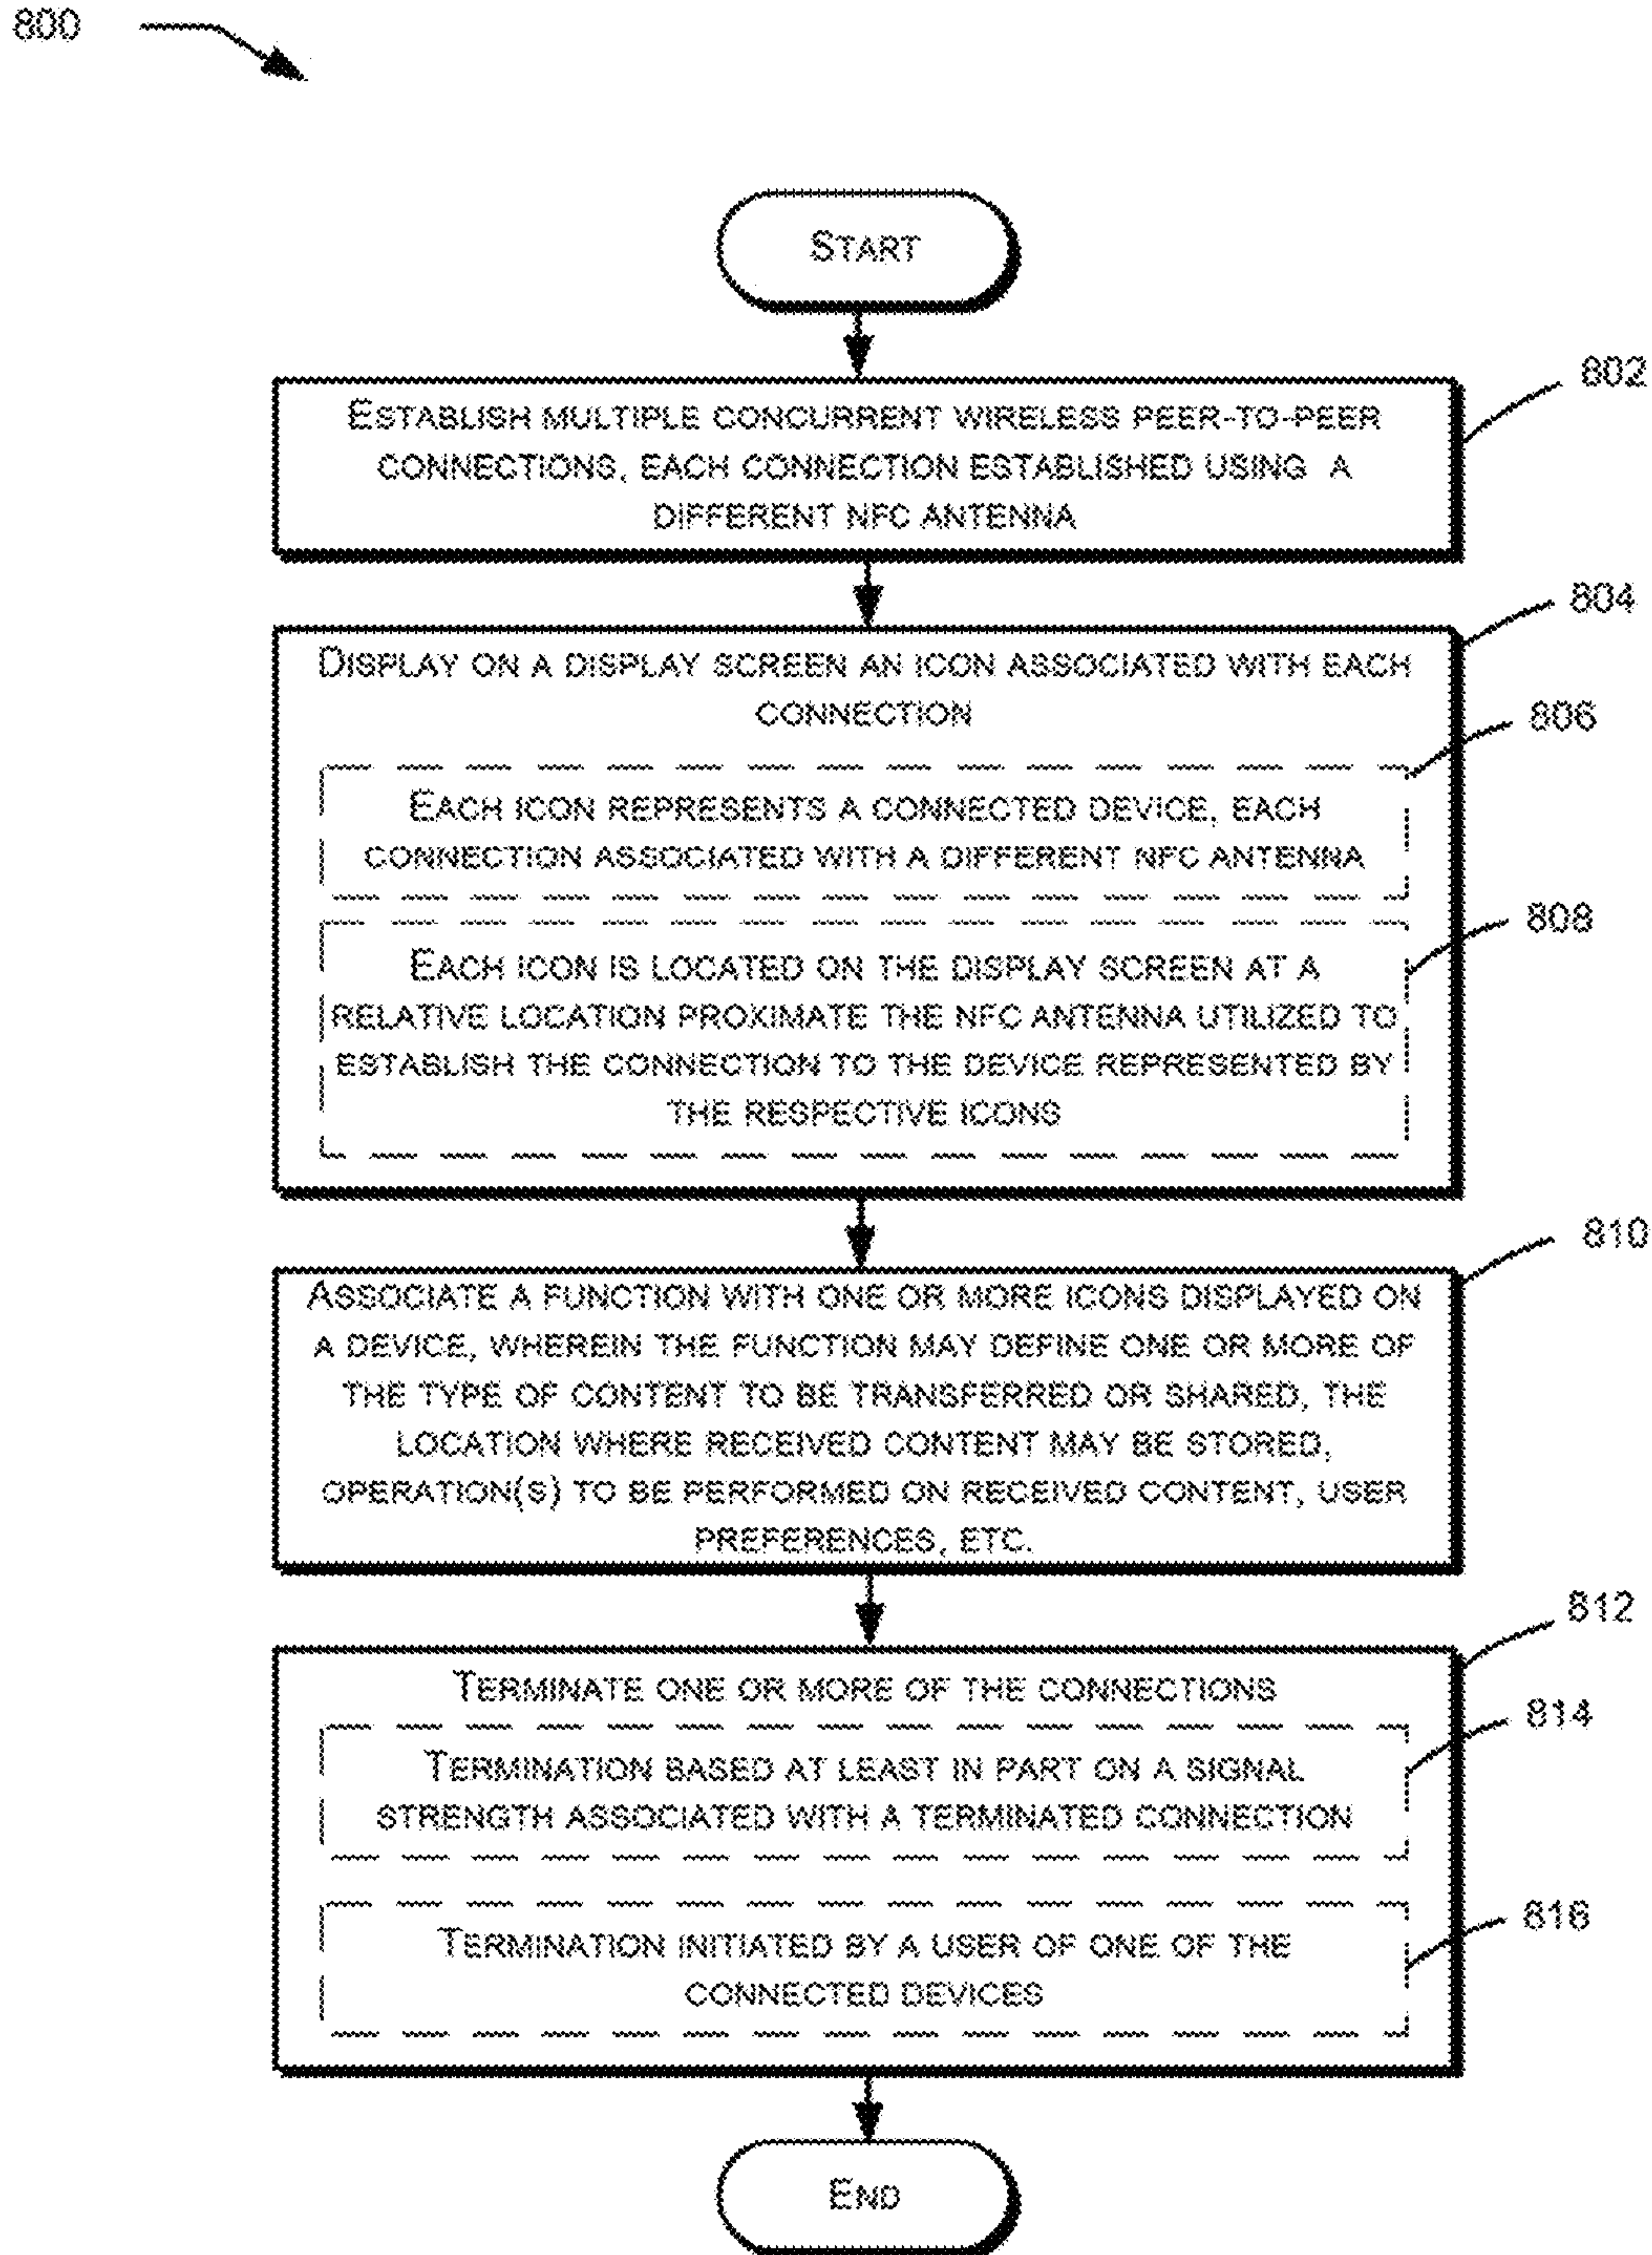 800
START
ESTABLISH MULTIPLE CONCURRENT WIRELESS PEER-TO-PEER
CONNECTIONS, EACH CONNECTION ESTABLISHED USING A
DIFFERENT NFC ANTENNA
802
DISPLAY ON A DISPLAY SCREEN AN ICON ASSOCIATED WITH EACH
CONNECTION
804
EACH ICON REPRESENTS A CONNECTED DEVICE, EACH
CONNECTION ASSOCIATED WITH A DIFFERENT NFC ANTENNA
806
EACH ICON IS LOCATED ON THE DISPLAY SCREEN AT A
RELATIVE LOCATION PROXIMATE THE NFC ANTENNA UTILIZED TO
ESTABLISH THE CONNECTION TO THE DEVICE REPRESENTED BY
THE RESPECTIVE ICONS
808
ASSOCIATE A FUNCTION WITH ONE OR MORE ICONS DISPLAYED ON
A DEVICE, WHEREIN THE FUNCTION MAY DEFINE ONE OR MORE OF
THE TYPE OF CONTENT TO BE TRANSFERRED OR SHARED, THE
LOCATION WHERE RECEIVED CONTENT MAY BE STORED,
OPERATION(S) TO BE PERFORMED ON RECEIVED CONTENT, USER
PREFERENCES, ETC.
810
TERMINATE ONE OR MORE OF THE CONNECTIONS
812
TERMINATION BASED AT LEAST IN PART ON A SIGNAL
STRENGTH ASSOCIATED WITH A TERMINATED CONNECTION
814
TERMINATION INITIATED BY A USER OF ONE OF THE
CONNECTED DEVICES
816
END